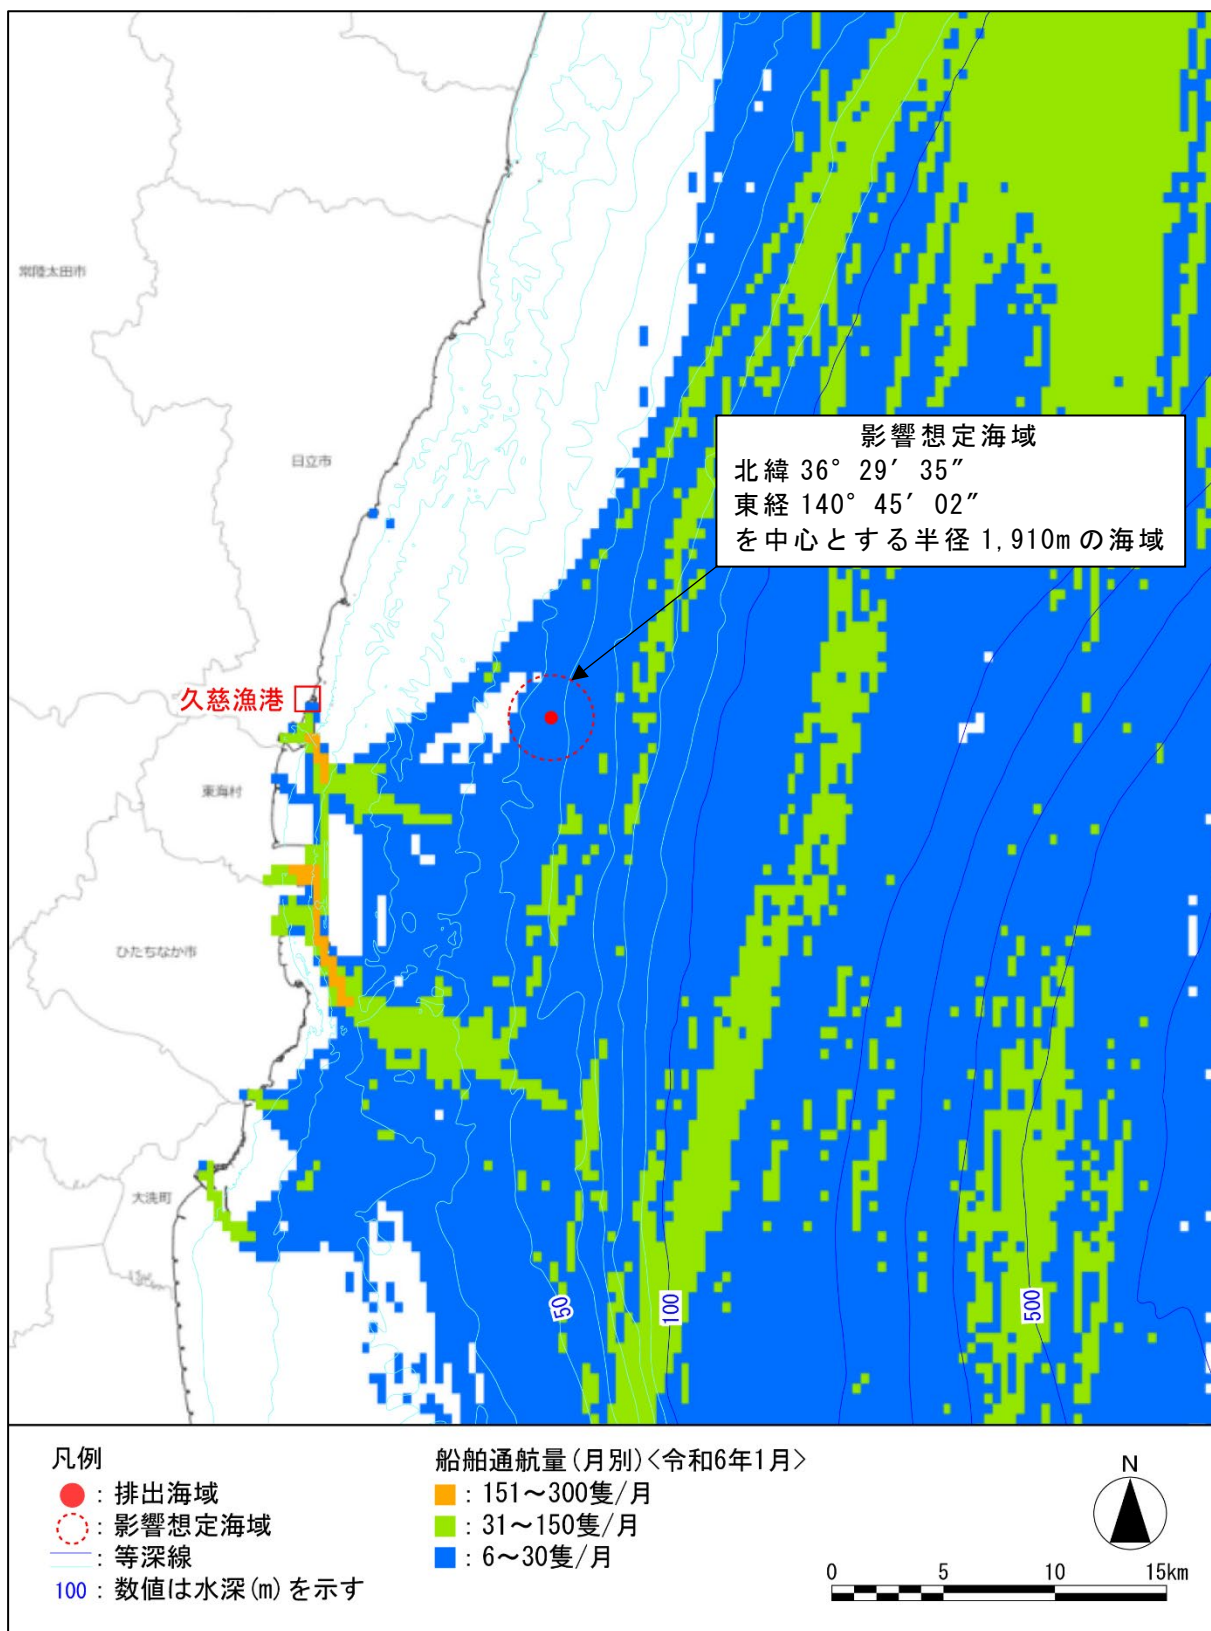 常陸太田市
影響想定海域
北緯 36° 29′ 35″
日立市
東経 140° 45′ 02″
を中心とする半径 1,910m の海域
久慈漁港
東海村
ひたちなか市
大洗町
50
100
500
凡例
：排出海域
：影響想定海域
：等深線
100：数値は水深(m)を示す
船舶通航量(月別)<令和6年1月>
：151～300隻/月
：31～150隻/月
：6～30隻/月
N
0 5 10 15km